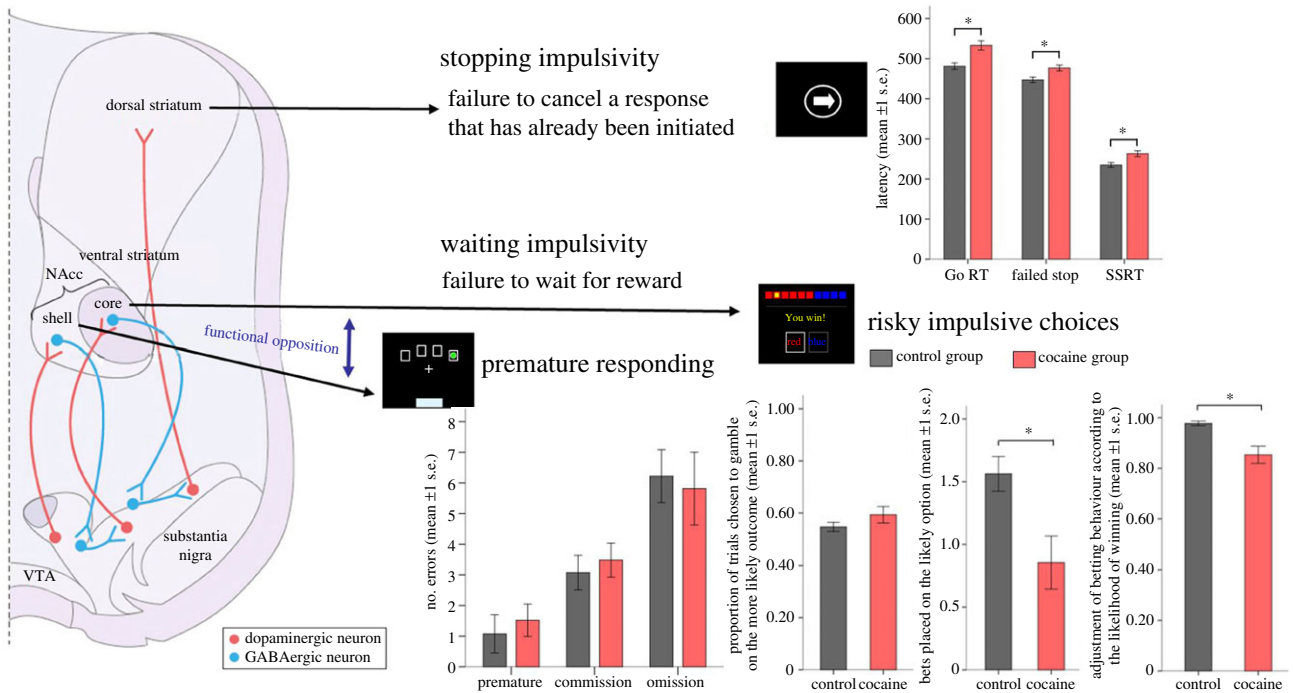 stopping impulsivity
failure to cancel a response
that has already been initiated
dorsal striatum
waiting impulsivity
failure to wait for reward
ventral striatum
NAcc
core
shell
functional opposition
substantia
nigra
VTA
dopaminergic neuron
GABAergic neuron
latency (mean ±1 s.e.)
600
500
400
300
200
100
0
*
*
*
Go RT
failed stop
SSRT
You win!
red
blue
risky impulsive choices
control group
cocaine group
premature responding
no. errors (mean ±1 s.e.)
8
7
6
5
4
3
2
1
0
premature
commission
omission
proportion of trials chosen to gamble
on the more likely outcome (mean ±1 s.e.)
1.00
0.80
0.60
0.40
0.20
0
control cocaine
bets placed on the likely option (mean ±1 s.e.)
2.0
1.5
1.0
0.5
0
*
control cocaine
adjustment of betting behaviour according to
the likelihood of winning (mean ±1 s.e.)
1.00
0.80
0.60
0.40
0.20
0
*
control cocaine